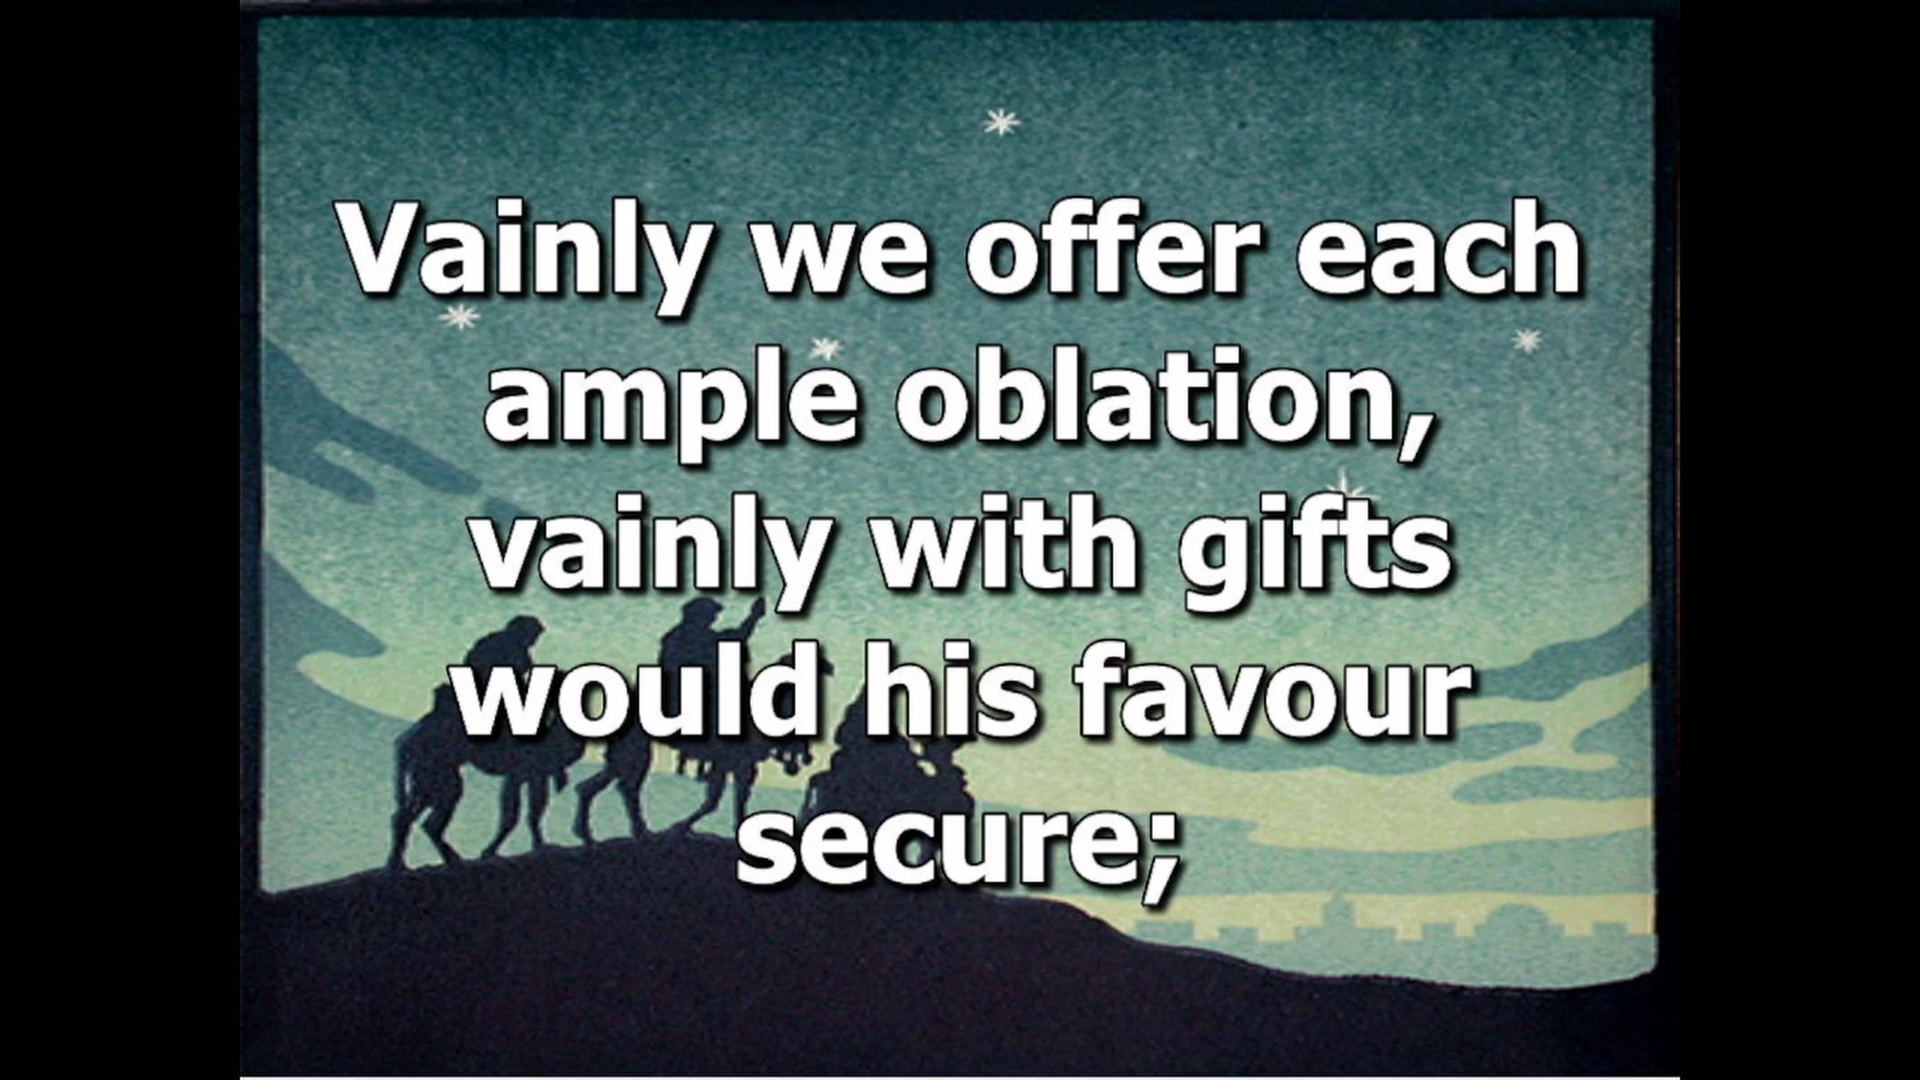 Vainly we offer each
ample oblation,
vainly with gifts
would his favour
secure;